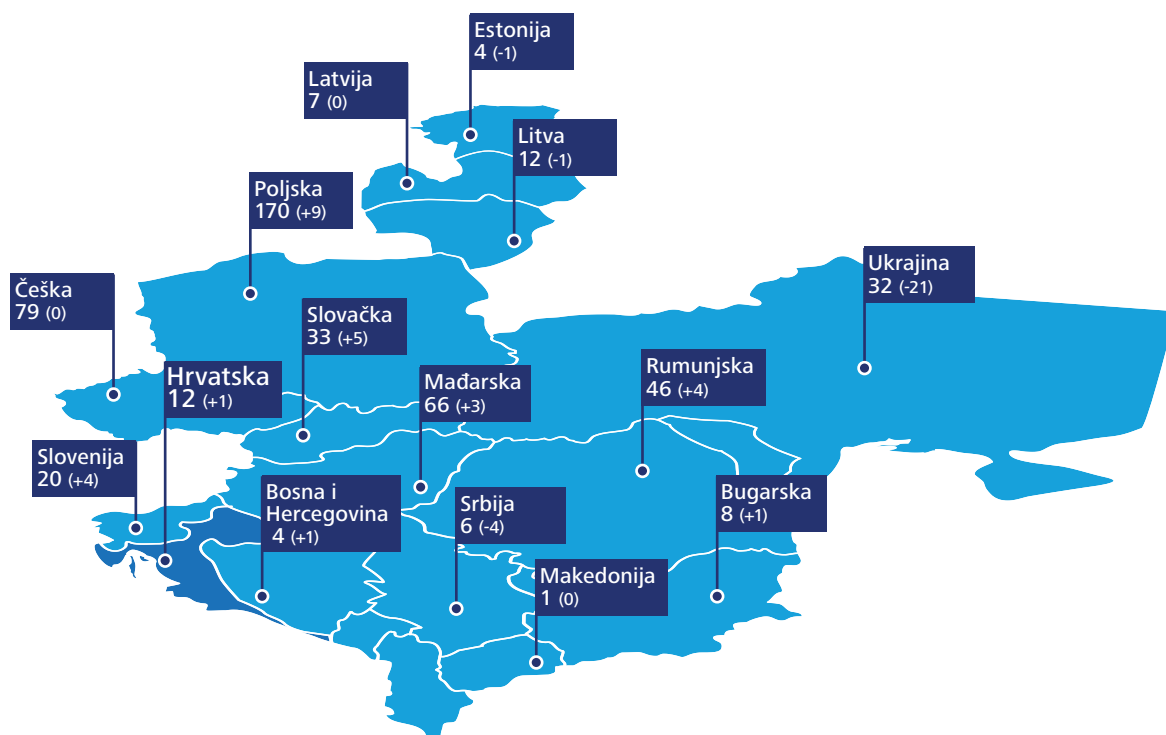 Estonija
4 (-1)
Latvija
7 (0)
Litva
12 (-1)
Poljska
170 (+9)
Ukrajina
32 (-21)
Češka
79 (0)
Slovačka
33 (+5)
Rumunjska
46 (+4)
Hrvatska
12 (+1)
Mađarska
66 (+3)
Slovenija
20 (+4)
Bosna i
Hercegovina
4 (+1)
Srbija
6 (-4)
Bugarska
8 (+1)
Makedonija
1 (0)